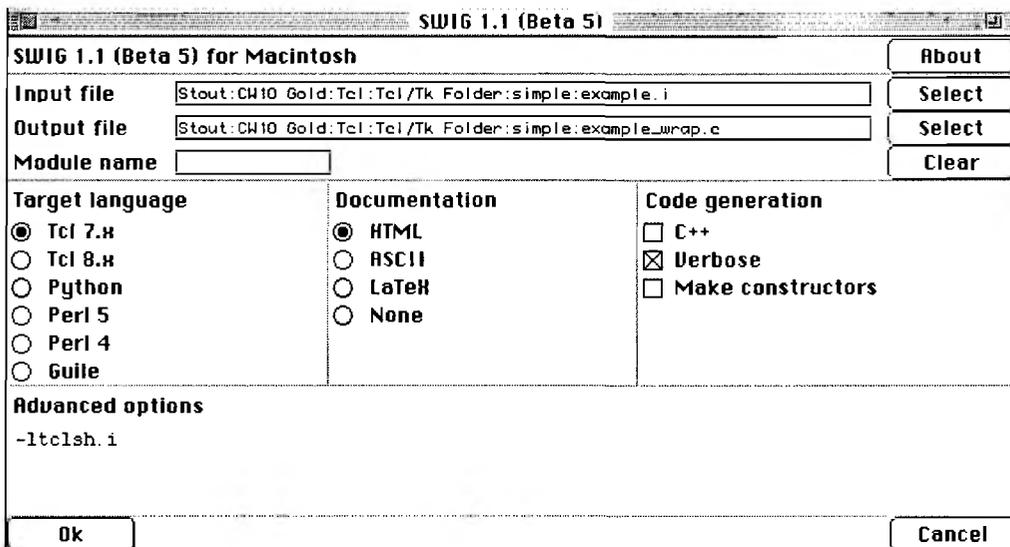 SWIG 1.1 (Beta 5)
SWIG 1.1 (Beta 5) for Macintosh
About
Input file
Stout:CW10 Gold:Tcl:Tcl/Tk Folder:simple:example.i
Select
Output file
Stout:CW10 Gold:Tcl:Tcl/Tk Folder:simple:example_wrap.c
Select
Module name
Clear
Target language
Tcl 7.x
Tcl 8.x
Python
Perl 5
Perl 4
Guile
Documentation
HTML
ASCII
LaTeX
None
Code generation
C++
Verbose
Make constructors
Advanced options
-ltclsh.i
Ok
Cancel